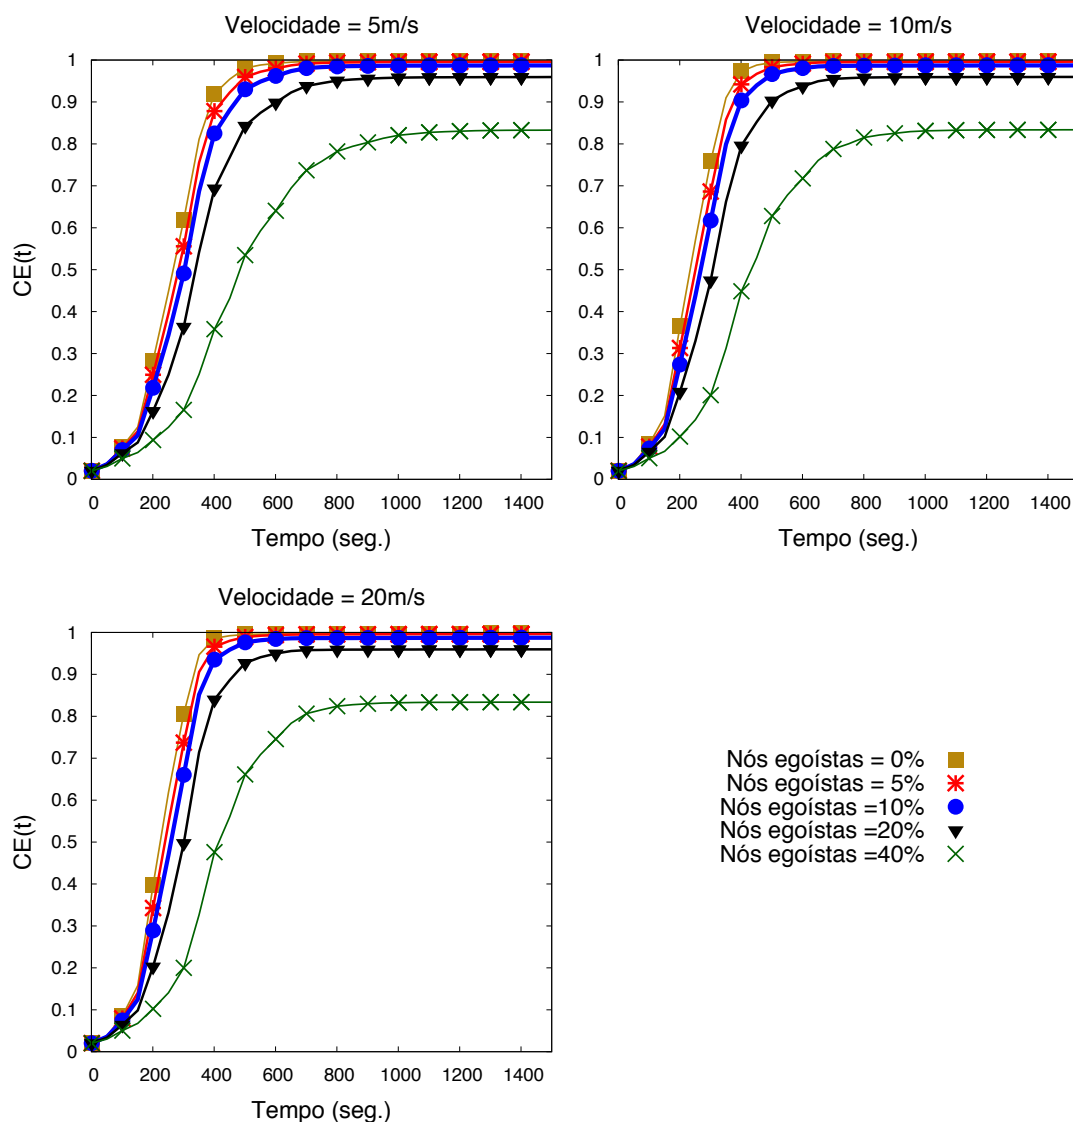 Velocidade = 5m/s
1
0.9
0.8
0.7
0.6
0.5
0.4
0.3
0.2
0.1
0
CE(t)
0 200 400 600 800 1000 1200 1400
Tempo (seg.)
Velocidade = 10m/s
1
0.9
0.8
0.7
0.6
0.5
0.4
0.3
0.2
0.1
0
0 200 400 600 800 1000 1200 1400
Tempo (seg.)
Velocidade = 20m/s
1
0.9
0.8
0.7
0.6
0.5
0.4
0.3
0.2
0.1
0
CE(t)
0 200 400 600 800 1000 1200 1400
Tempo (seg.)
Nós egoístas = 0%
Nós egoístas = 5%
Nós egoístas =10%
Nós egoístas =20%
Nós egoístas =40%